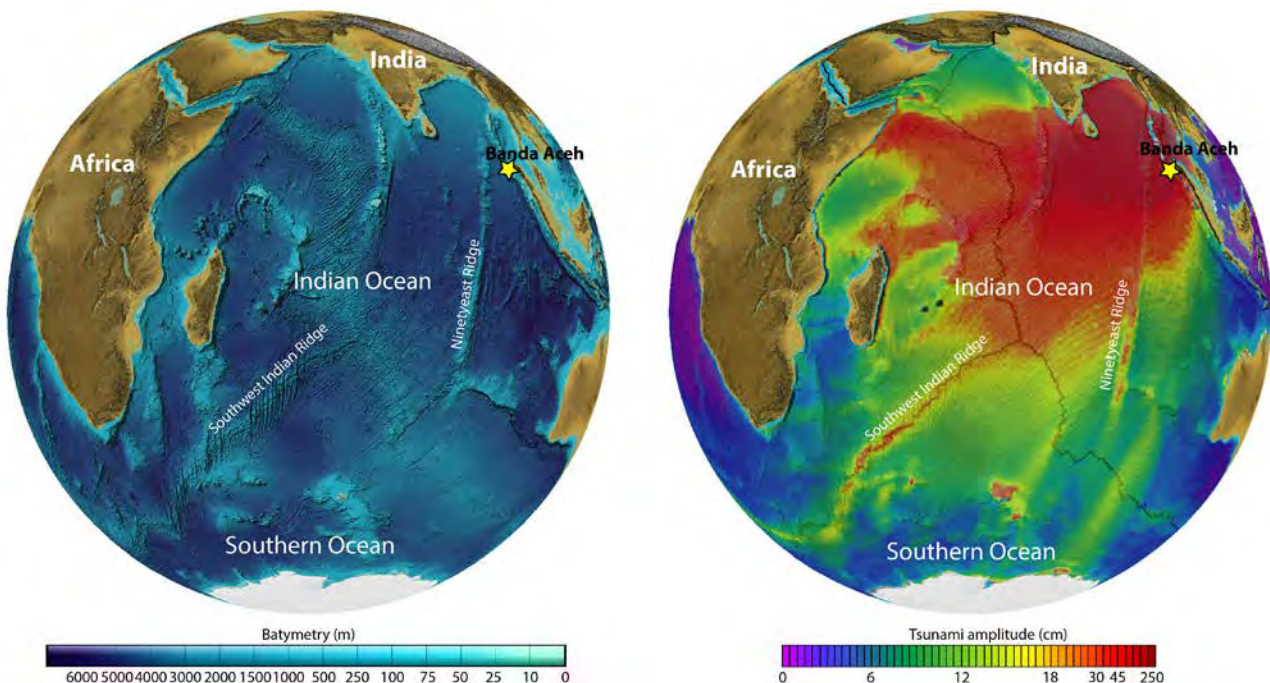 India
Africa
Banda Aceh
Ninetyeast Ridge
Indian Ocean
Southwest Indian Ridge
Southern Ocean
Batymetry (m)
6000 5000 4000 3000 2000 1500 1000 500 250 100 75 50 25 10 0
India
Africa
Banda Aceh
Ninetyeast Ridge
Indian Ocean
Southwest Indian Ridge
Southern Ocean
Tsunami amplitude (cm)
0 6 12 18 30 45 250